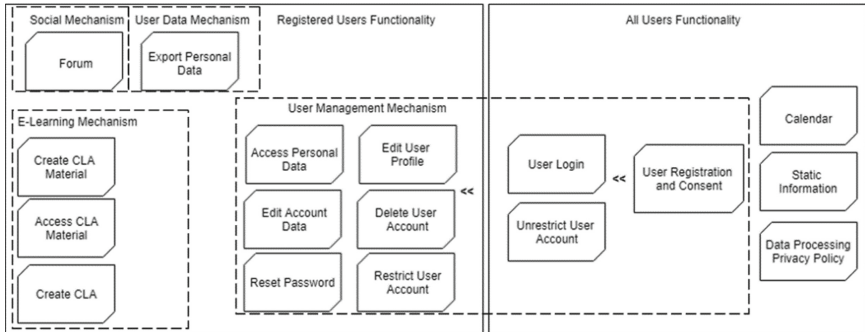 Social Mechanism
User Data Mechanism
Registered Users Functionality
All Users Functionality
Forum
Export Personal
Data
E-Learning Mechanism
Create CLA
Material
Access CLA
Material
Create CLA
User Management Mechanism
Access Personal
Data
Edit User
Profile
Edit Account
Data
Delete User
Account
Reset Password
Restrict User
Account
<<
User Login
<<
User Registration
and Consent
Unrestrict User
Account
Calendar
Static
Information
Data Processing
Privacy Policy